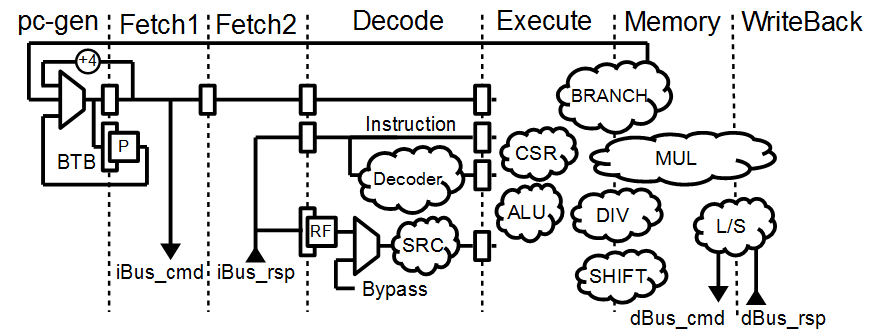 pc-gen
Fetch1
Fetch2
Decode
Execute
Memory
WriteBack
+4
BRANCH
Instruction
CSR
MUL
P
BTB
Decoder
ALU
DIV
L/S
RF
SRC
iBus_cmd
iBus_rsp
Bypass
SHIFT
dBus_cmd
dBus_rsp